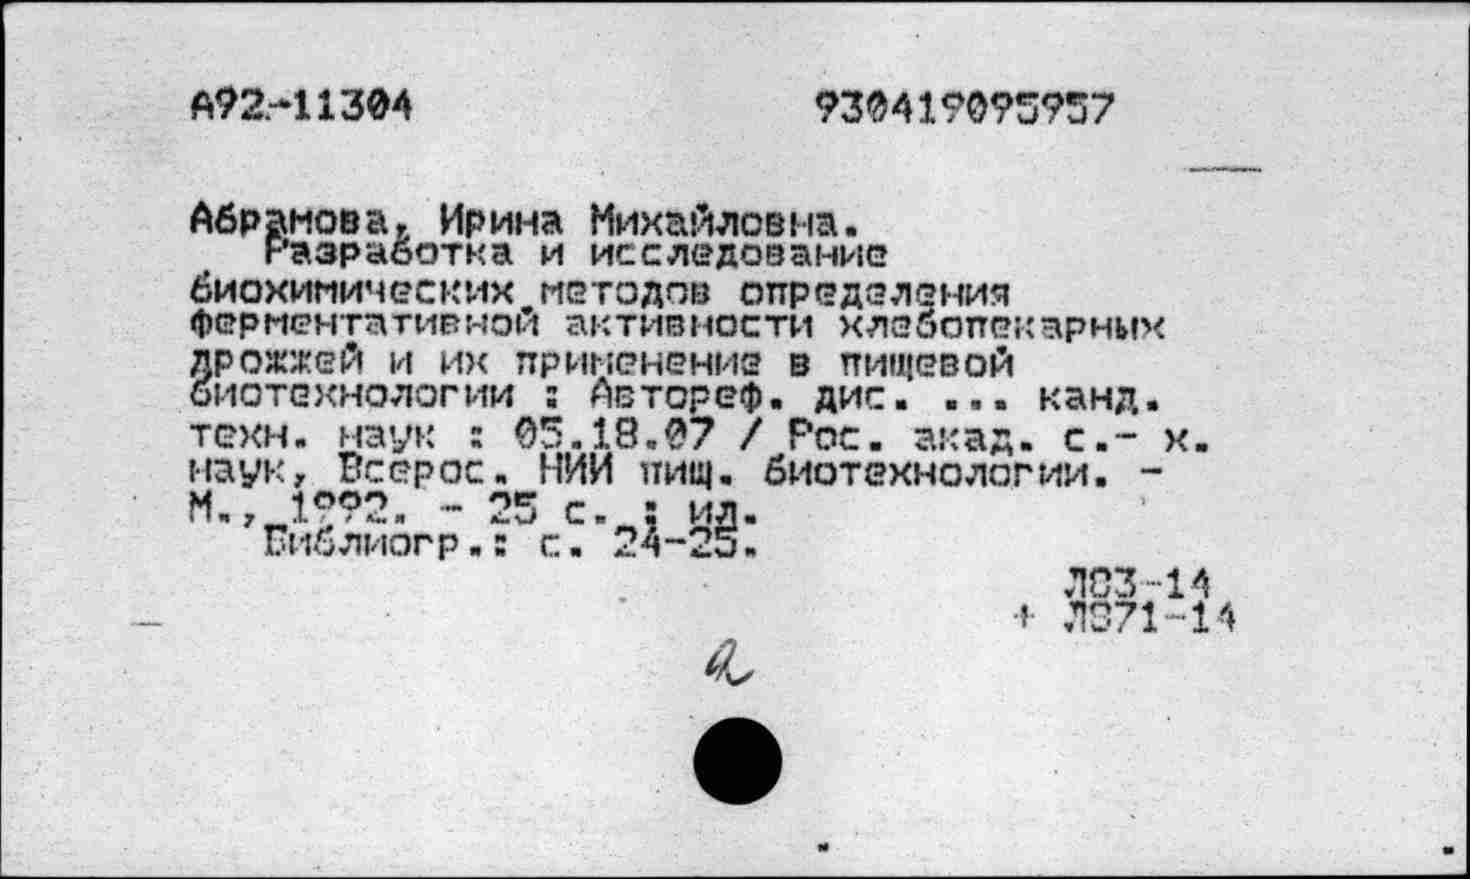 А92-11304 930419095957
Абрамова, Ирина Михайловна.
Разработка и исследование
биохимических методов определения
ферментативной активности хлебопекарных
дрожжей и их применение в пищевой
биотехнологии : Автореф. дис. ... канд.
техн. наук : 05.18.07 / Рос. акад. с.- х.
наук, Всерос. НИИ пищ. биотехнологии. -
М., 1992. - 25 с. : ил.
Библиогр.: с. 24-25.
Л83-14
+ Л871-14
а